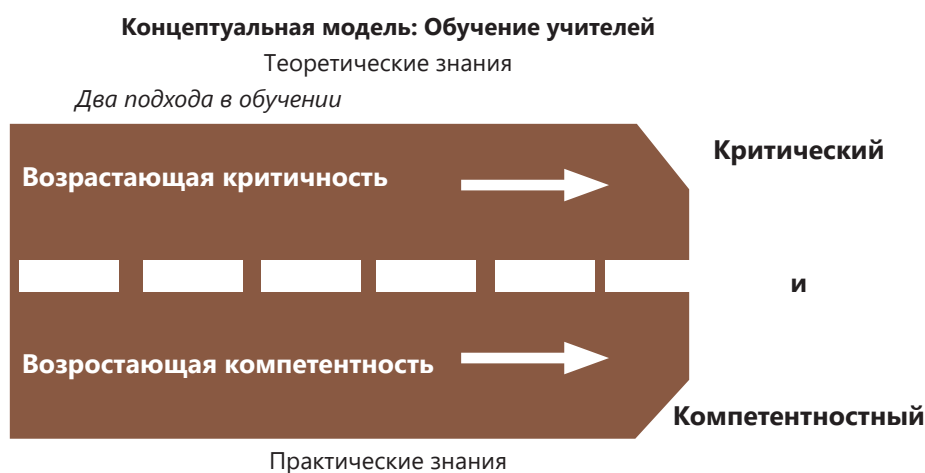 Концептуальная модель: Обучение учителей
Теоретические знания
Два подхода в обучении
Критический
Возрастающая критичность
и
Возростающая компетентность
Компетентностный
Практические знания